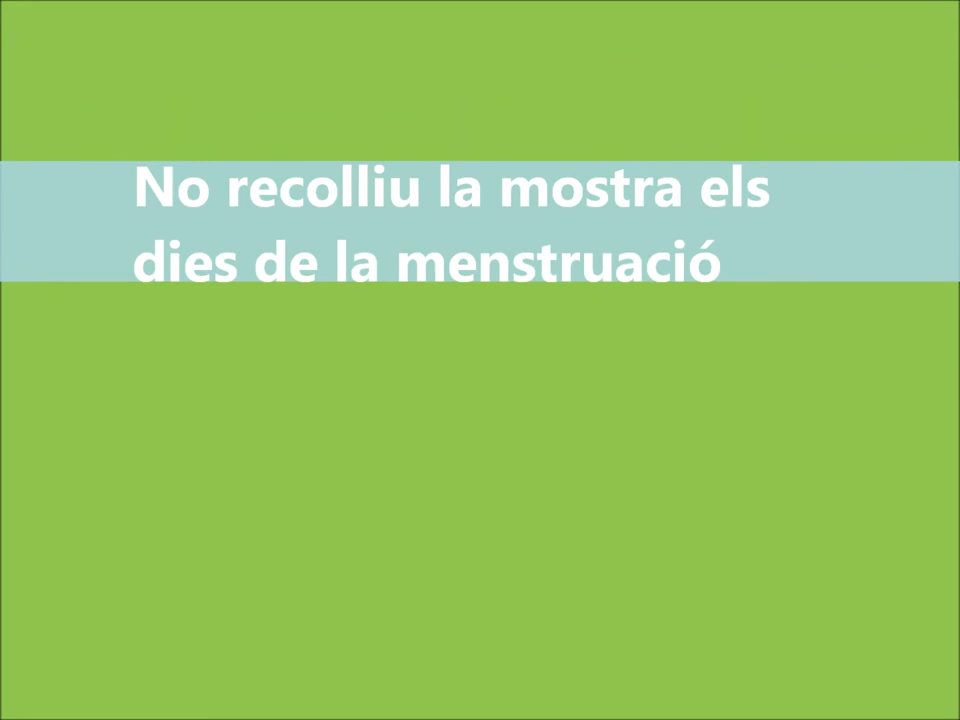 No recolliu la mostra els
dies de la menstruació